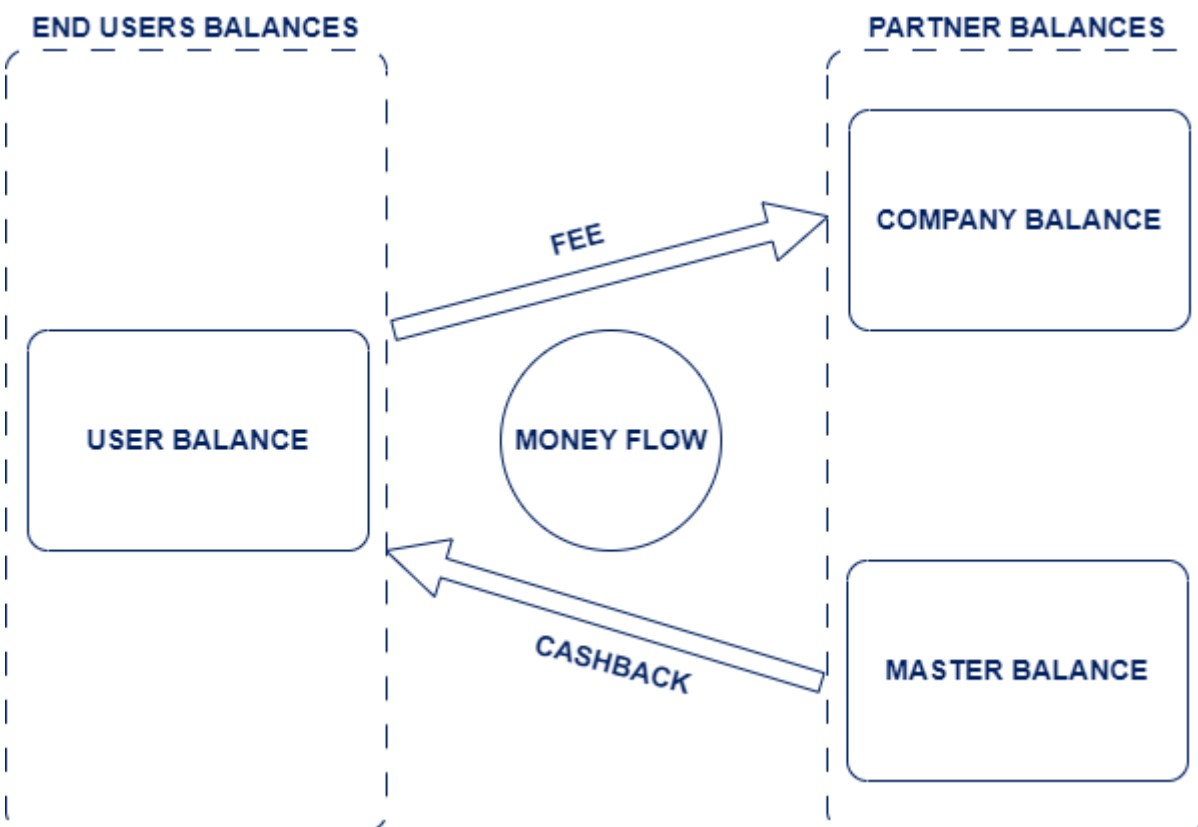 END USERS BALANCES
PARTNER BALANCES
COMPANY BALANCE
FEE
USER BALANCE
MONEY FLOW
CASHBACK
MASTER BALANCE